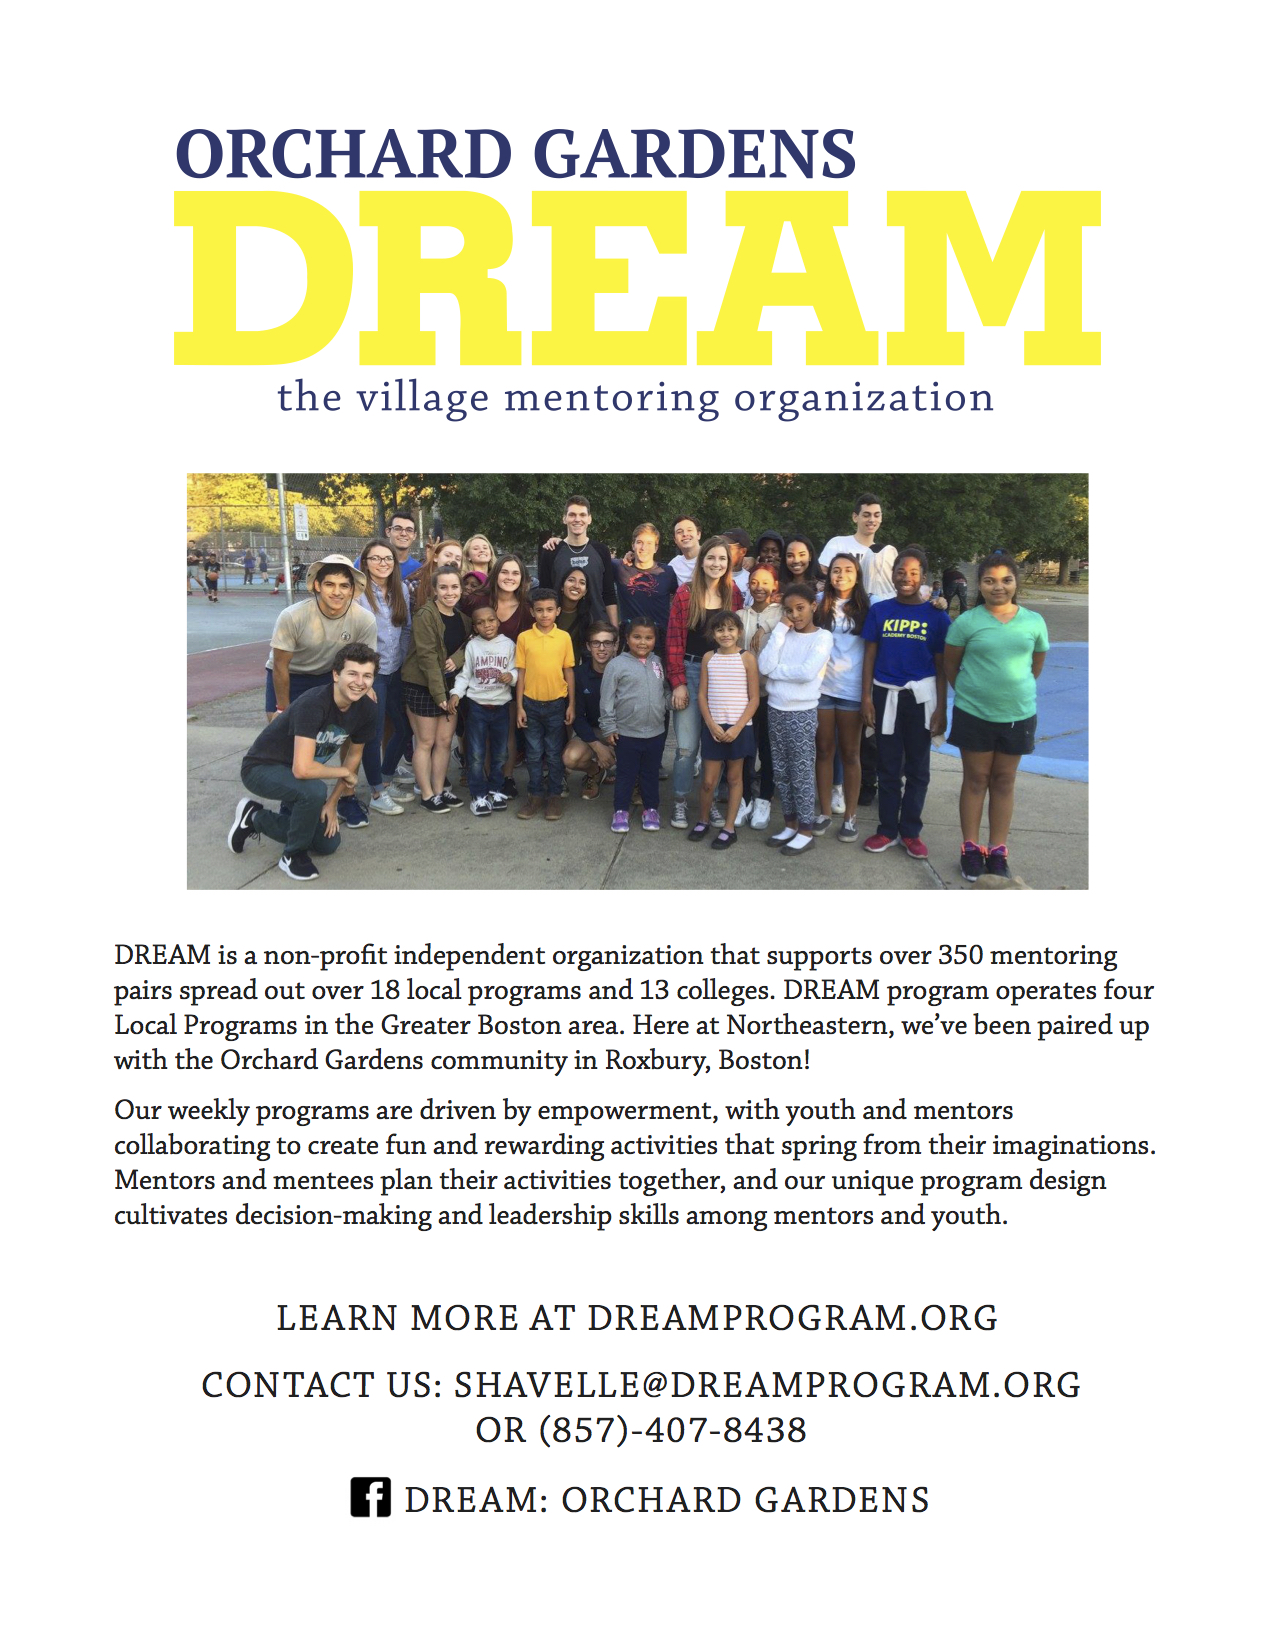 ORCHARD GARDENS
DREAM
the village mentoring organization
AMPING
LOVE
KIPP:
ACADEMY BOSTON
DREAM is a non-profit independent organization that supports over 350 mentoring
pairs spread out over 18 local programs and 13 colleges. DREAM program operates four
Local Programs in the Greater Boston area. Here at Northeastern, we’ve been paired up
with the Orchard Gardens community in Roxbury, Boston!
Our weekly programs are driven by empowerment, with youth and mentors
collaborating to create fun and rewarding activities that spring from their imaginations.
Mentors and mentees plan their activities together, and our unique program design
cultivates decision-making and leadership skills among mentors and youth.
LEARN MORE AT DREAMPROGRAM.ORG
CONTACT US: SHAVELLE@DREAMPROGRAM.ORG
OR (857)-407-8438
f DREAM: ORCHARD GARDENS